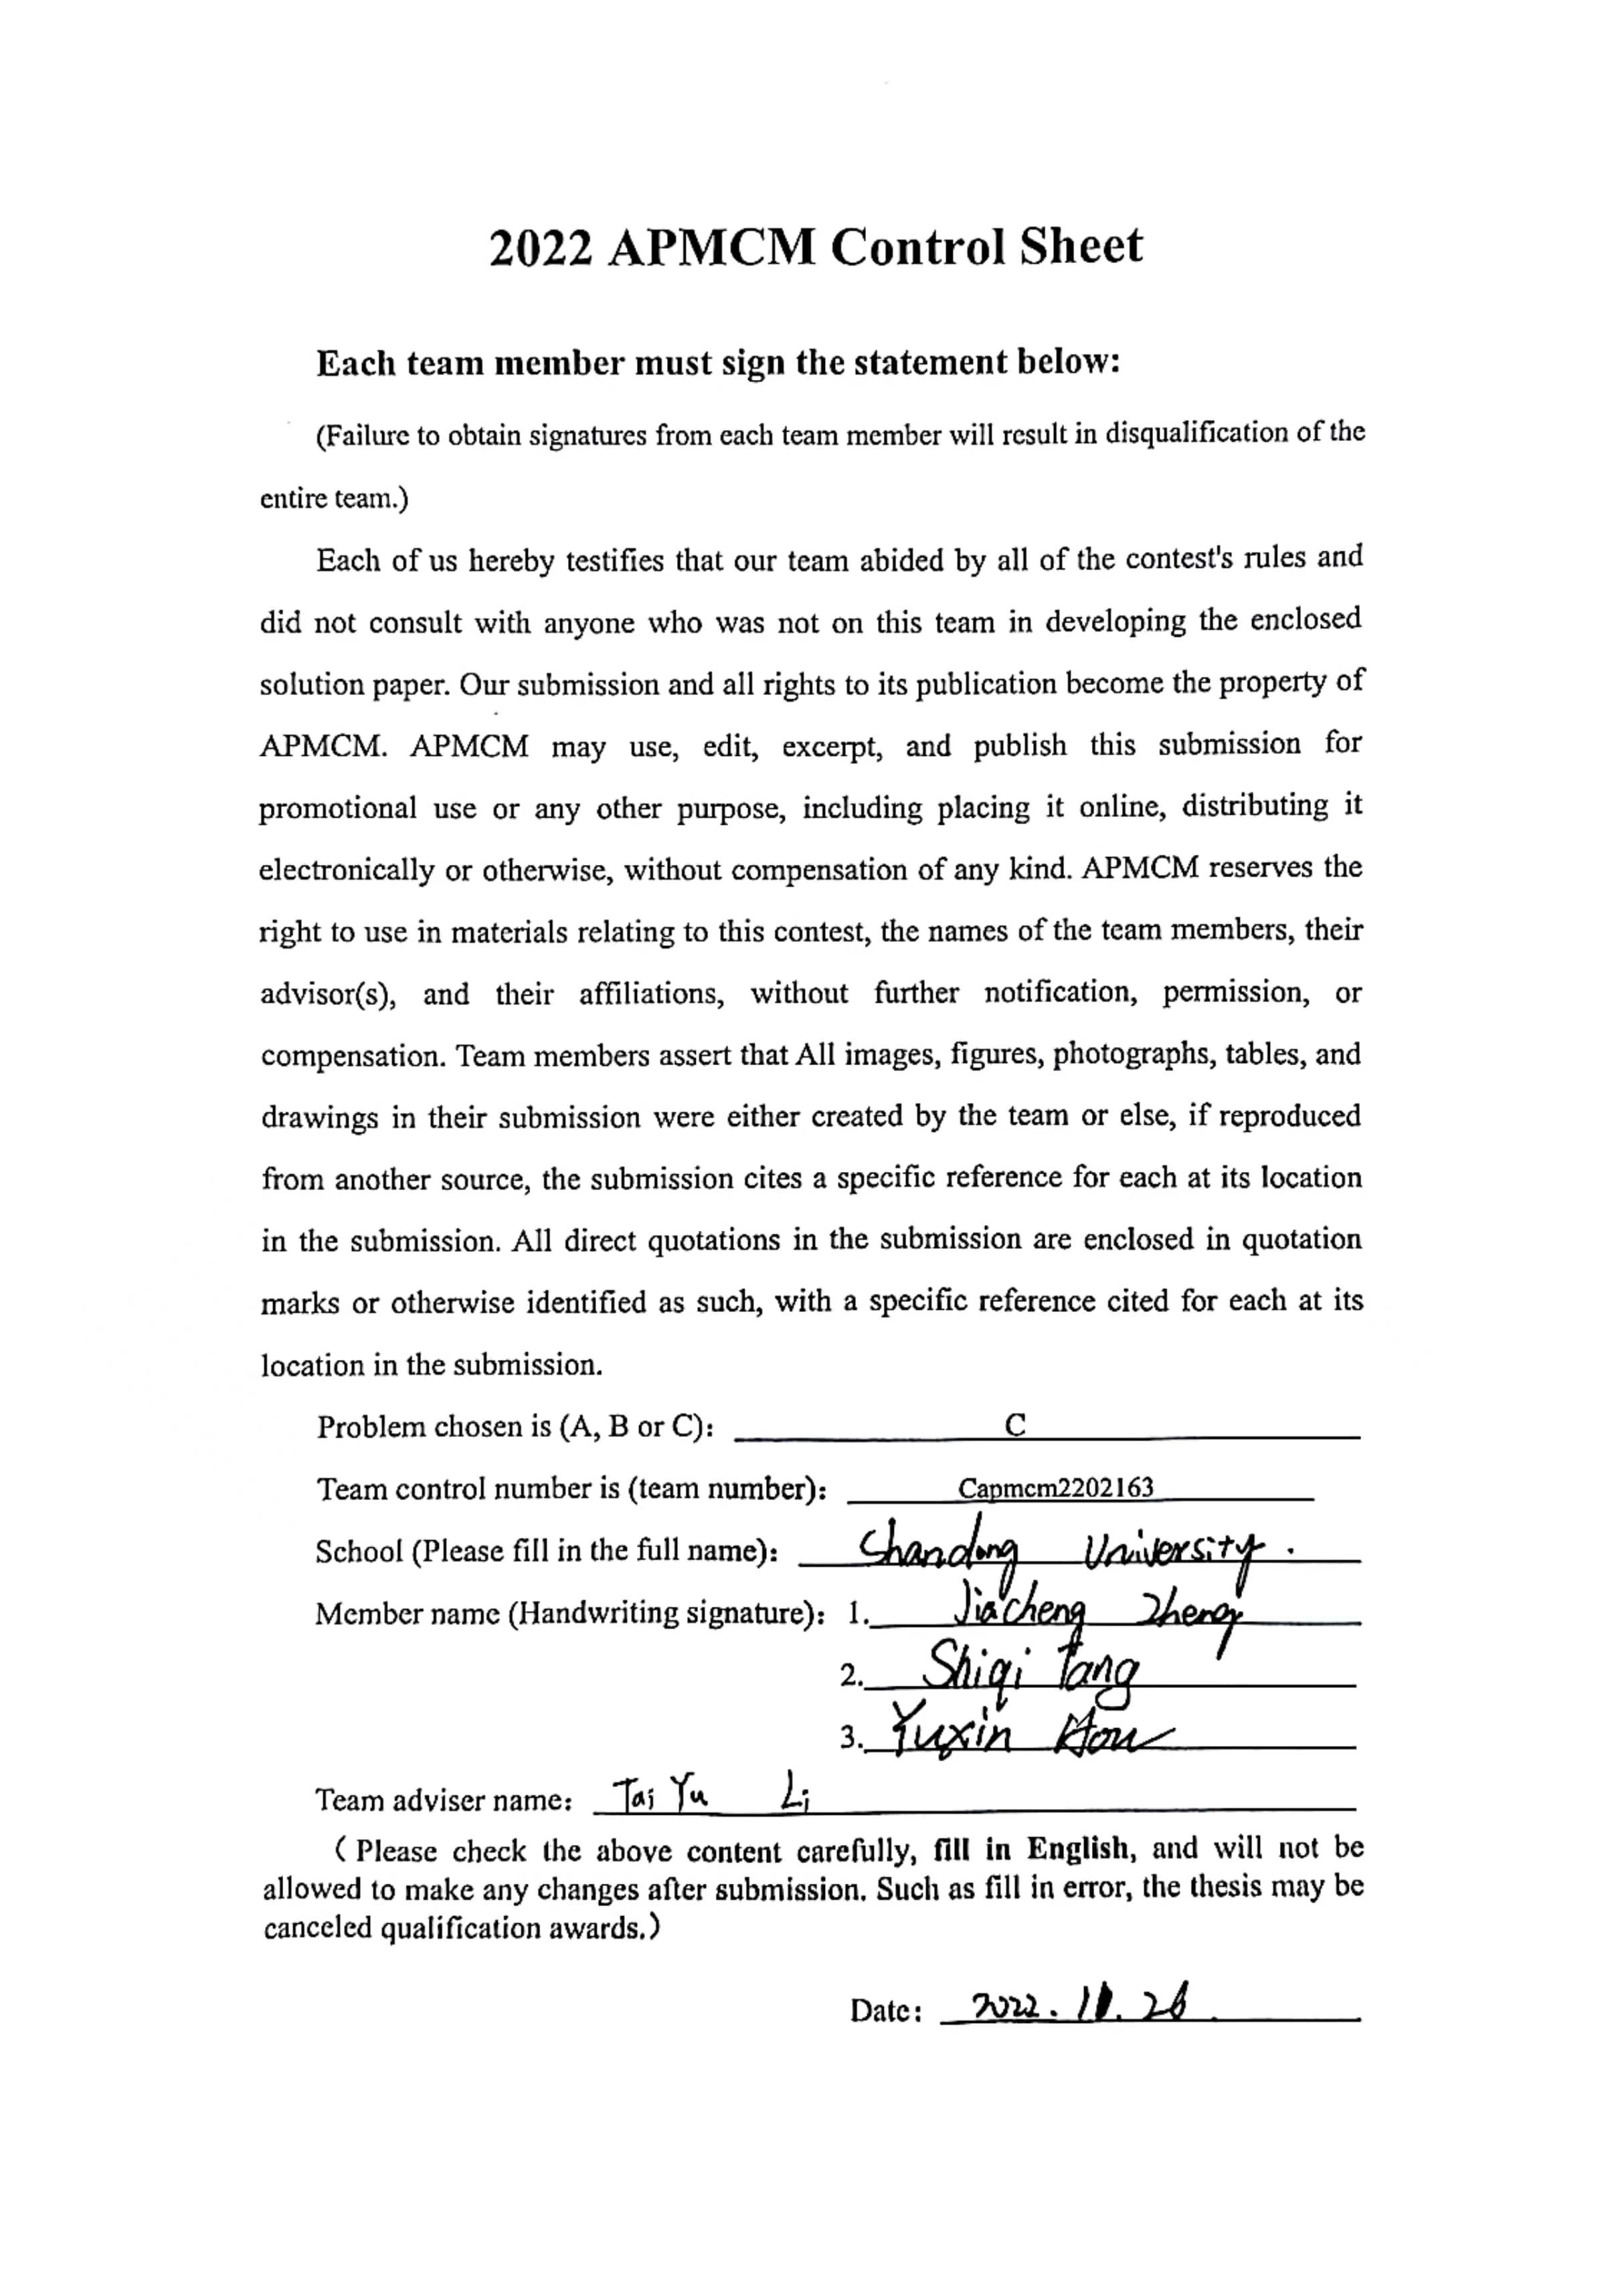 2022 APMCM Control Sheet
Each team member must sign the statement below:
(Failure to obtain signatures from each team member will result in disqualification of the
entire team.)
Each of us hereby testifies that our team abided by all of the contest's rules and
did not consult with anyone who was not on this team in developing the enclosed
solution paper. Our submission and all rights to its publication become the property of
APMCM. APMCM may use, edit, excerpt, and publish this submission for
promotional use or any other purpose, including placing it online, distributing it
electronically or otherwise, without compensation of any kind. APMCM reserves the
right to use in materials relating to this contest, the names of the team members, their
advisor(s), and their affiliations, without further notification, permission, or
compensation. Team members assert that All images, figures, photographs, tables, and
drawings in their submission were either created by the team or else, if reproduced
from another source, the submission cites a specific reference for each at its location
in the submission. All direct quotations in the submission are enclosed in quotation
marks or otherwise identified as such, with a specific reference cited for each at its
location in the submission.
Problem chosen is (A, B or C): C
Team control number is (team number): Capmcm2202163
School (Please fill in the full name): Shandong University.
Member name (Handwriting signature): 1. Jiacheng Zheng
2. Shiqi Tang
3. Yuxin Hou
Team adviser name: Tai Yu Li
(Please check the above content carefully, fill in English, and will not be
allowed to make any changes after submission. Such as fill in error, the thesis may be
canceled qualification awards.)
Date: 2022. 11. 26